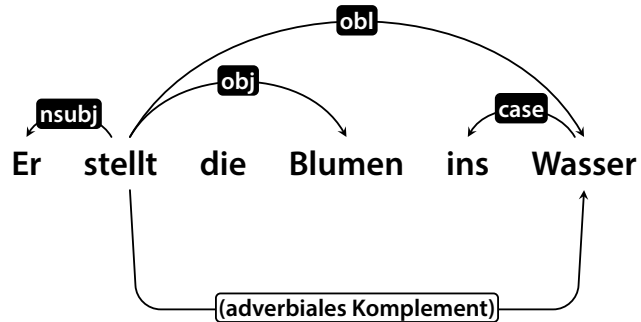 obl
obj
nsubj case
Er stellt die Blumen ins Wasser
(adverbiales Komplement)